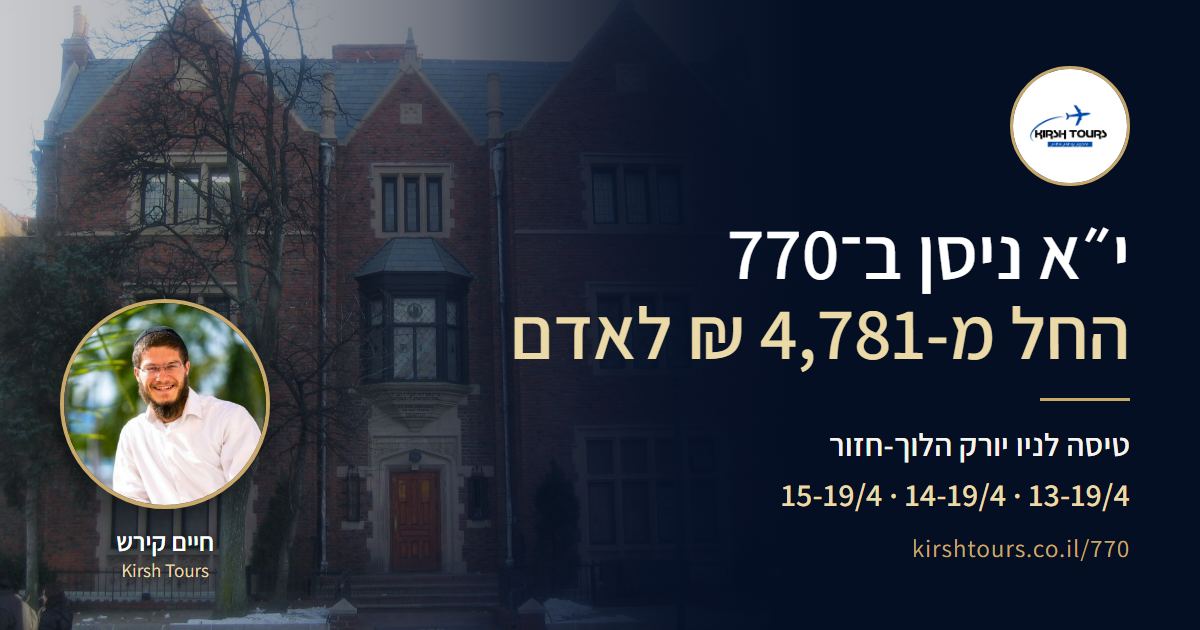 KIRSH TOURS
י״א ניסן ב־770
החל מ-4,781 ₪ לאדם
טיסה לניו יורק הלוך-חזור
13-19/4 · 14-19/4 · 15-19/4
kirshtours.co.il/770
חיים קירש
Kirsh Tours